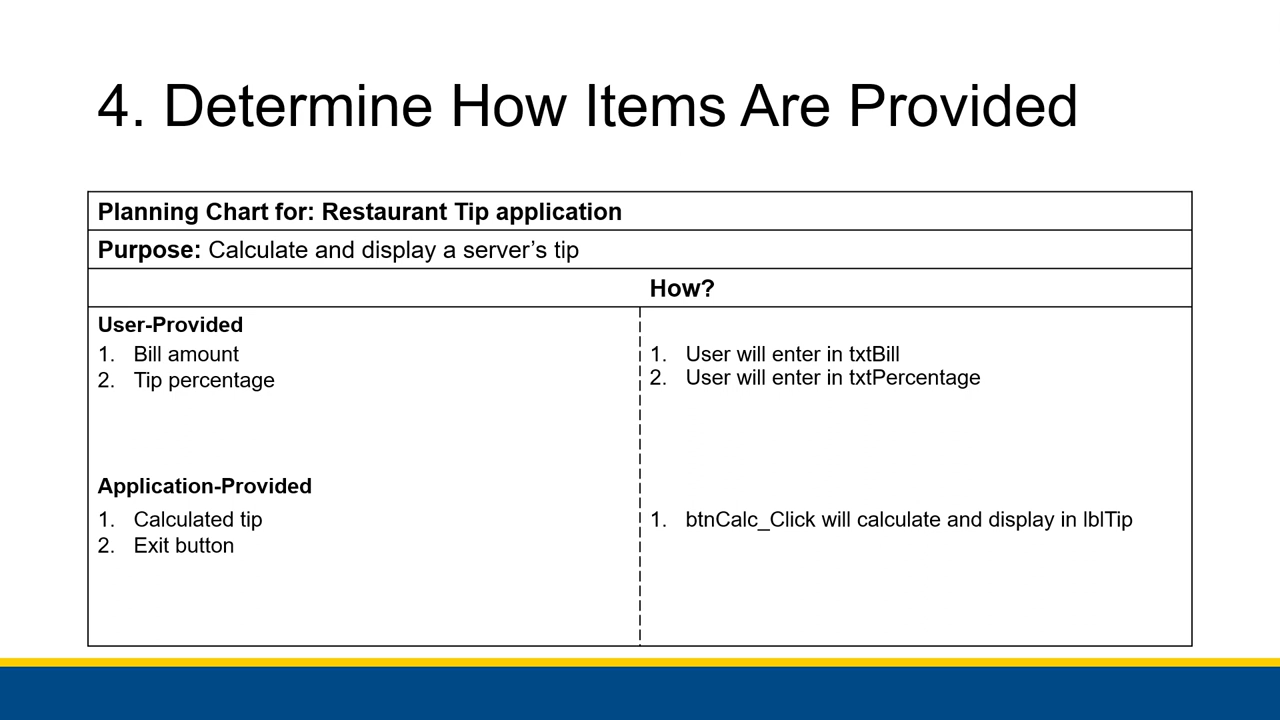 4. Determine How Items Are Provided
Planning Chart for: Restaurant Tip application
Purpose: Calculate and display a server’s tip
How?
User-Provided
1. Bill amount
2. Tip percentage
1. User will enter in txtBill
2. User will enter in txtPercentage
Application-Provided
1. Calculated tip
2. Exit button
1. btnCalc_Click will calculate and display in lblTip